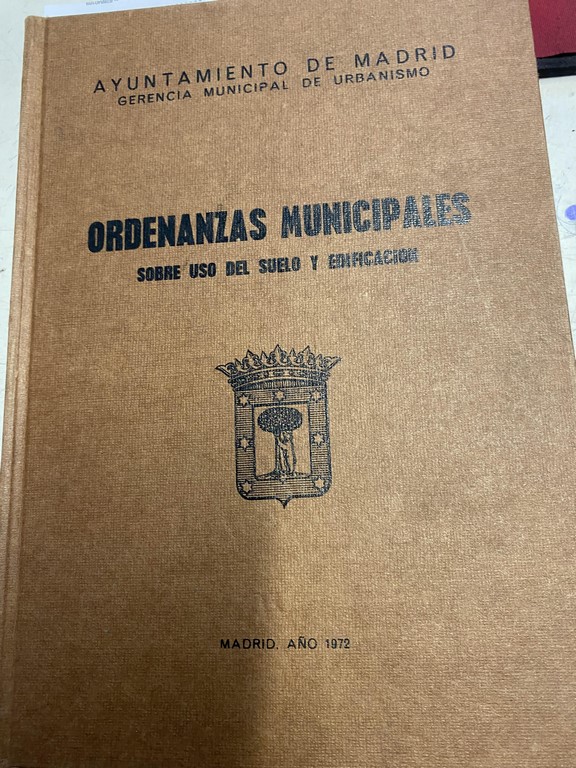 AYUNTAMIENTO DE MADRID
GERENCIA MUNICIPAL DE URBANISMO
ORDENANZAS MUNICIPALES
SOBRE USO DEL SUELO Y EDIFICACION
MADRID, AÑO 1972